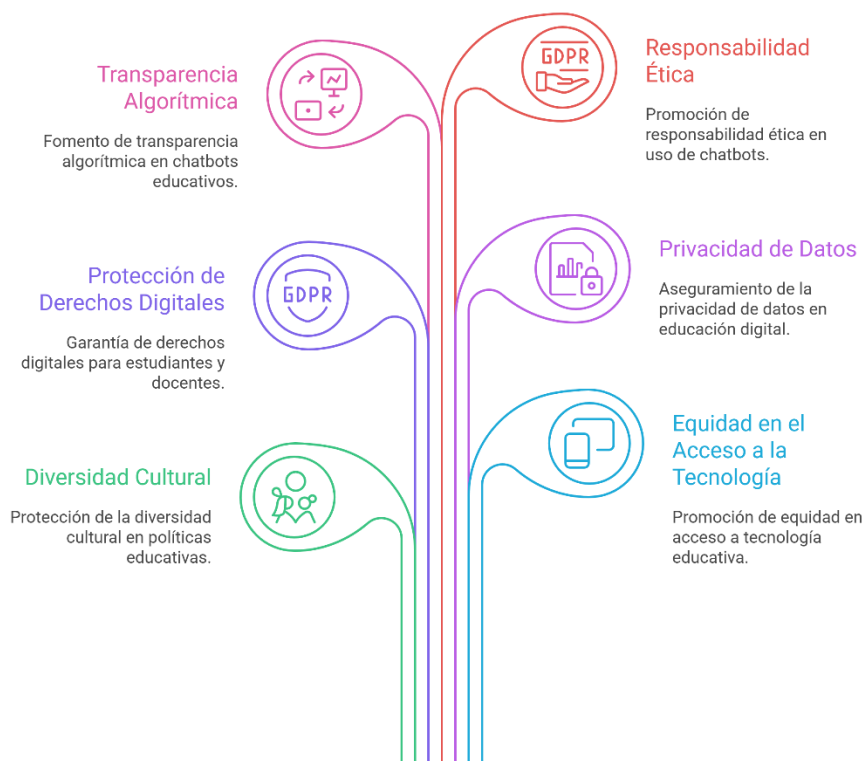 Transparencia
Algorítmica
Fomento de transparencia
algorítmica en chatbots
educativos.
GDPR
Responsabilidad
Ética
Promoción de
responsabilidad ética en
uso de chatbots.
Protección de
Derechos Digitales
Garantía de derechos
digitales para estudiantes y
docentes.
GDPR
Privacidad de Datos
Aseguramiento de la
privacidad de datos en
educación digital.
Diversidad Cultural
Protección de la diversidad
cultural en políticas
educativas.
Equidad en el
Acceso a la
Tecnología
Promoción de equidad en
acceso a tecnología
educativa.